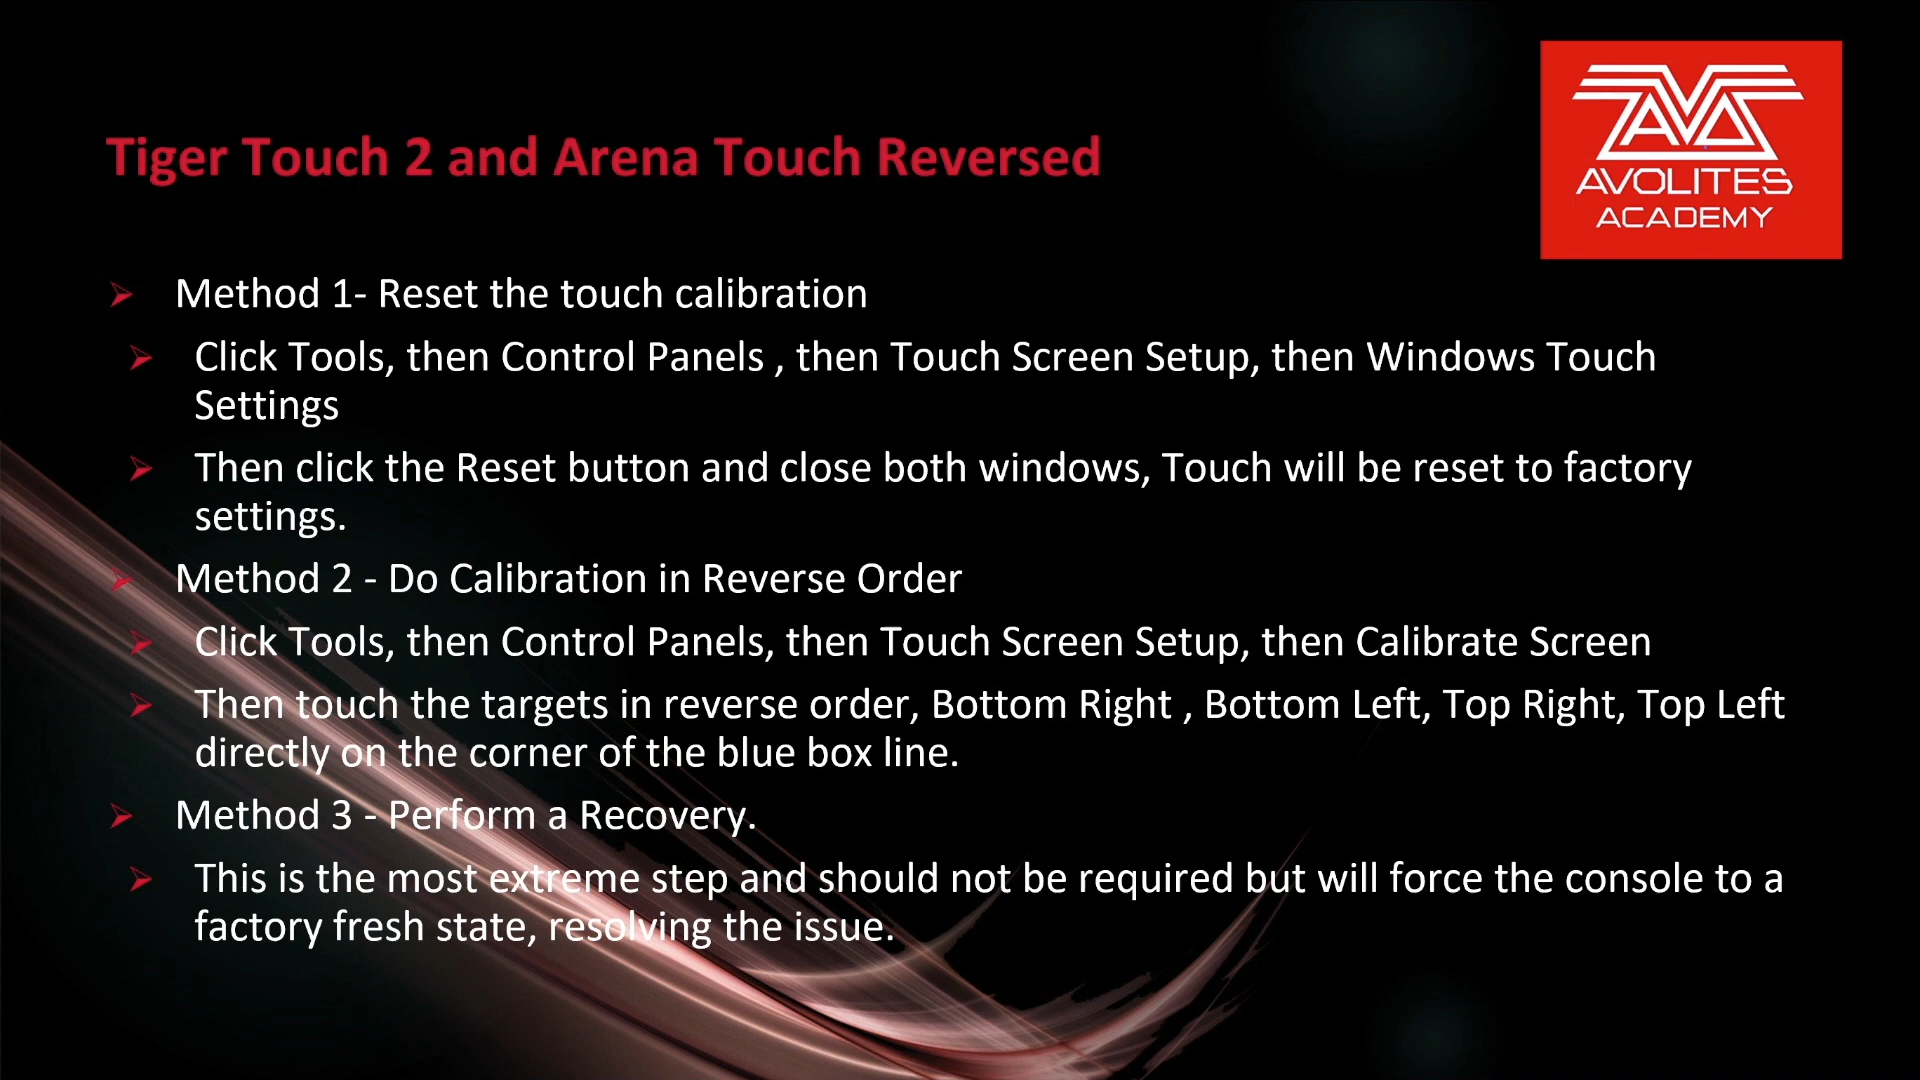 AVOLITES
ACADEMY
Tiger Touch 2 and Arena Touch Reversed
Method 1- Reset the touch calibration
Click Tools, then Control Panels , then Touch Screen Setup, then Windows Touch
Settings
Then click the Reset button and close both windows, Touch will be reset to factory
settings.
Method 2 - Do Calibration in Reverse Order
Click Tools, then Control Panels, then Touch Screen Setup, then Calibrate Screen
Then touch the targets in reverse order, Bottom Right , Bottom Left, Top Right, Top Left
directly on the corner of the blue box line.
Method 3 - Perform a Recovery.
This is the most extreme step and should not be required but will force the console to a
factory fresh state, resolving the issue.